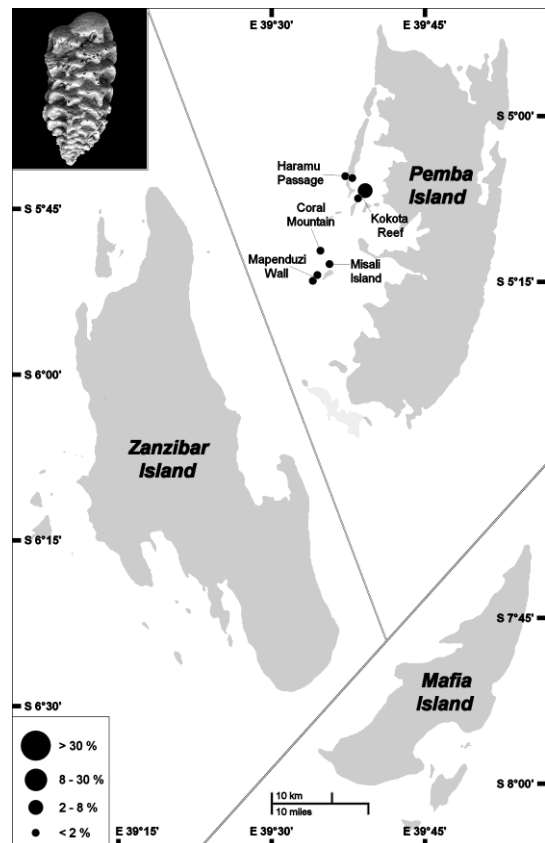 E 39°30'
E 39°45'
S 5°00'
Haramu
Passage
Pemba
Island
S 5°45'
Coral
Mountain
Kokota
Reef
Mapenduzi
Wall
Misali
Island
S 5°15'
S 6°00'
Zanzibar
Island
S 6°15'
S 7°45'
Mafia
Island
S 6°30'
> 30 %
8 - 30 %
2 - 8 %
< 2 %
10 km
10 miles
S 8°00'
E 39°15'
E 39°30'
E 39°45'